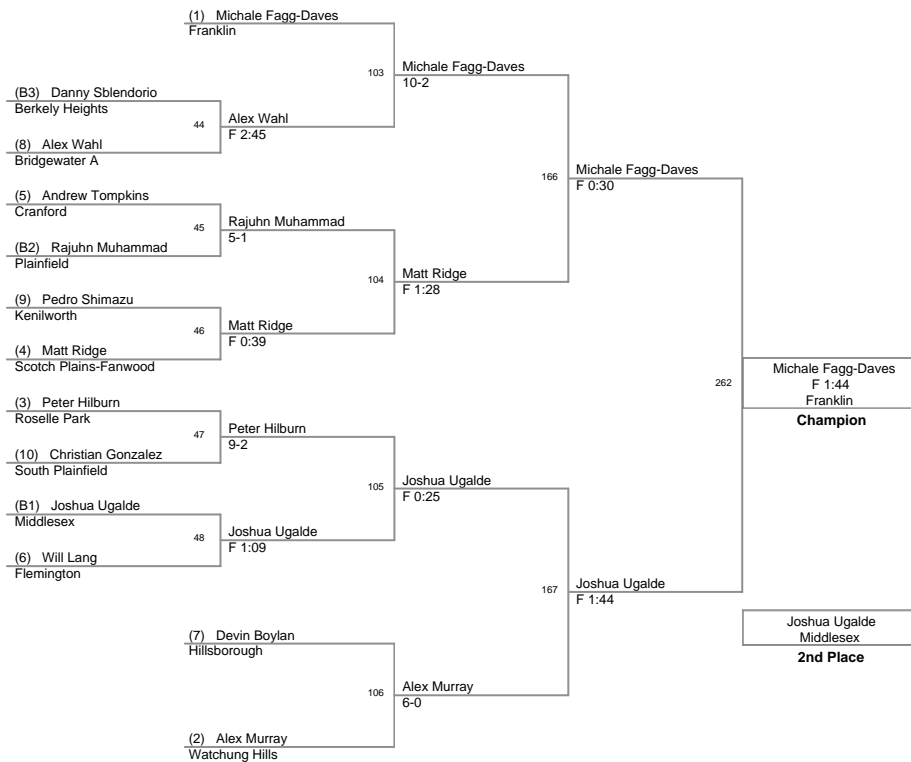 (1) Michale Fagg-Daves
Franklin
103
Michale Fagg-Daves
10-2
(B3) Danny Sblendorio
Berkely Heights
44
Alex Wahl
F 2:45
(8) Alex Wahl
Bridgewater A
166
Michale Fagg-Daves
F 0:30
(5) Andrew Tompkins
Cranford
45
Rajuhn Muhammad
5-1
(B2) Rajuhn Muhammad
Plainfield
104
Matt Ridge
F 1:28
(9) Pedro Shimazu
Kenilworth
46
Matt Ridge
F 0:39
(4) Matt Ridge
Scotch Plains-Fanwood
262
Michale Fagg-Daves
F 1:44
Franklin
Champion
(3) Peter Hilburn
Roselle Park
47
Peter Hilburn
9-2
(10) Christian Gonzalez
South Plainfield
105
Joshua Ugalde
F 0:25
(B1) Joshua Ugalde
Middlesex
48
Joshua Ugalde
F 1:09
(6) Will Lang
Flemington
167
Joshua Ugalde
F 1:44
Joshua Ugalde
Middlesex
2nd Place
(7) Devin Boylan
Hillsborough
106
Alex Murray
6-0
(2) Alex Murray
Watchung Hills